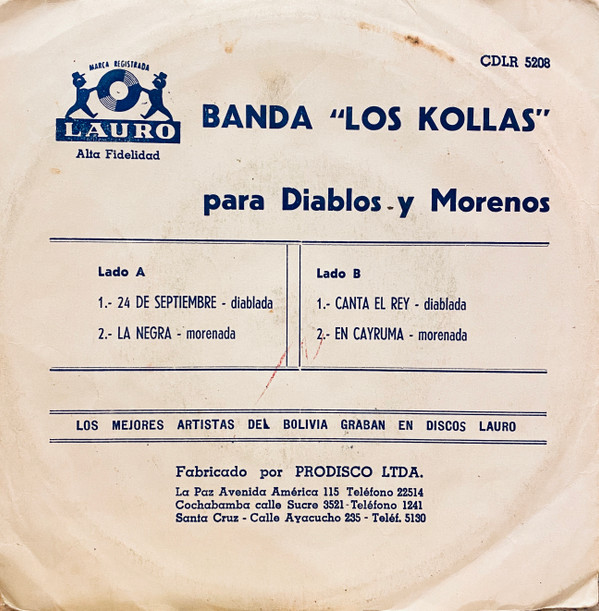 CDLR 5208
MARCA REGISTRADA
LAURO
Alta Fidelidad
BANDA "LOS KOLLAS"
para Diablos y Morenos
Lado A
1.- 24 DE SEPTIEMBRE - diablada
2.- LA NEGRA - morenada
Lado B
1.- CANTA EL REY - diablada
2.- EN CAYRUMA - morenada
LOS MEJORES ARTISTAS DEL BOLIVIA GRABAN EN DISCOS LAURO
Fabricado por PRODISCO LTDA.
La Paz Avenida América 115 Teléfono 22514
Cochabamba calle Sucre 3521 - Teléfono 1241
Santa Cruz - Calle Ayacucho 235 - Teléf. 5130